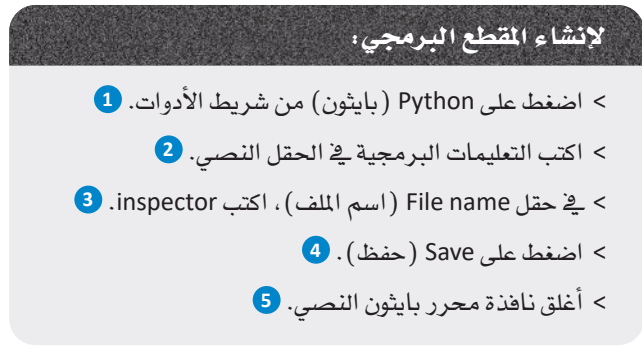 لإنشاء المقطع البرمجي:
> اضغط على Python (بايثون) من شريط الأدوات. 1
> اكتب التعليمات البرمجية في الحقل النصي. 2
> في حقل File name (اسم الملف)، اكتب inspector. 3
> اضغط على Save (حفظ). 4
> أغلق نافذة محرر بايثون النصي. 5